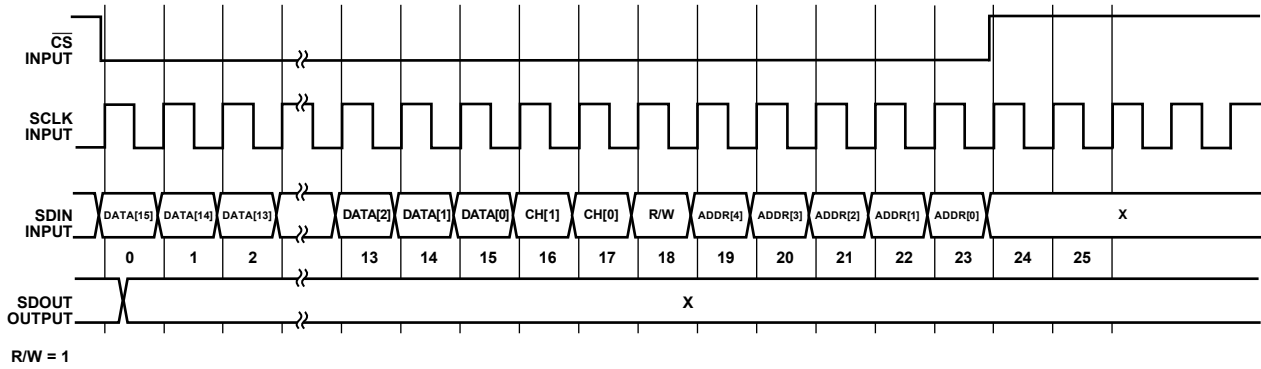 CS
INPUT
SCLK
INPUT
SDIN
INPUT
DATA[15] DATA[14] DATA[13] DATA[2] DATA[1] DATA[0] CH[1] CH[0] R/W ADDR[4] ADDR[3] ADDR[2] ADDR[1] ADDR[0] X
0 1 2 13 14 15 16 17 18 19 20 21 22 23 24 25
SDOUT
OUTPUT
X
R/W = 1